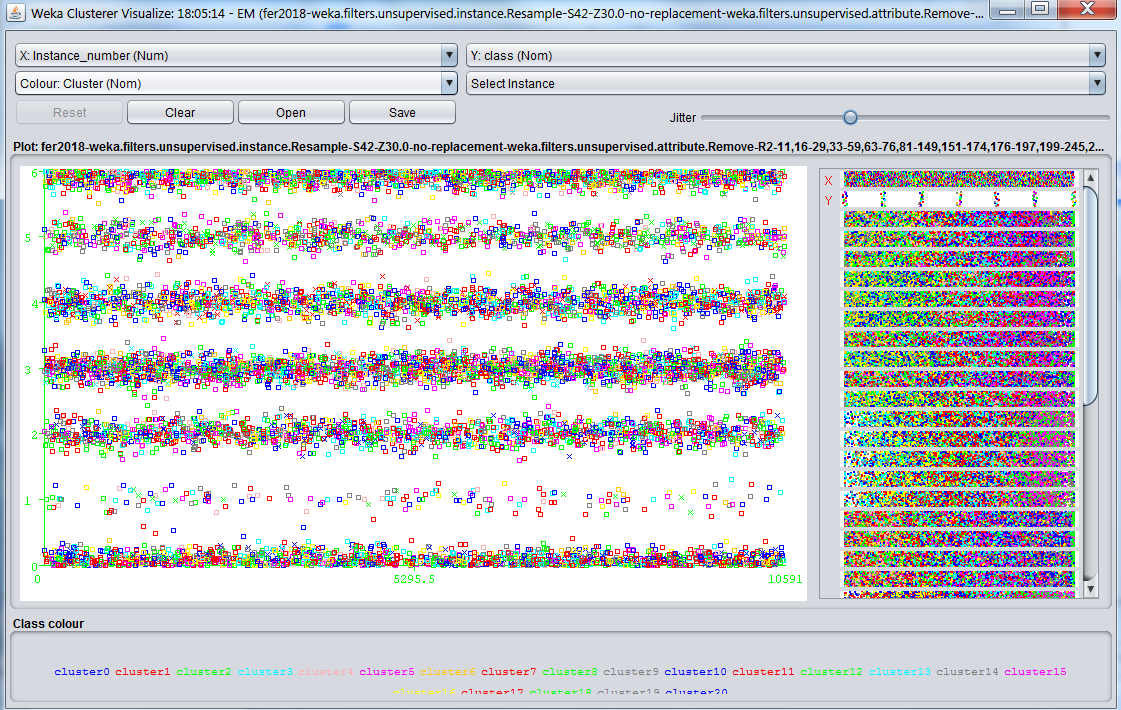 Weka Clusterer Visualize: 18:05:14 - EM (fer2018-weka.filters.unsupervised.instance.Resample-S42-Z30.0-no-replacement-weka.filters.unsupervised.attribute.Remove-...
X: Instance_number (Num) Y: class (Nom)
Colour: Cluster (Nom) Select Instance
Reset Clear Open Save Jitter
Plot: fer2018-weka.filters.unsupervised.instance.Resample-S42-Z30.0-no-replacement-weka.filters.unsupervised.attribute.Remove-R2-11,16-29,33-59,63-76,81-149,151-174,176-197,199-245,2...
6 X
Y
5
4
3
2
1
0
0 5295.5 10591
Class colour
cluster0 cluster1 cluster2 cluster3 cluster4 cluster5 cluster6 cluster7 cluster8 cluster9 cluster10 cluster11 cluster12 cluster13 cluster14 cluster15
cluster16 cluster17 cluster18 cluster19 cluster20